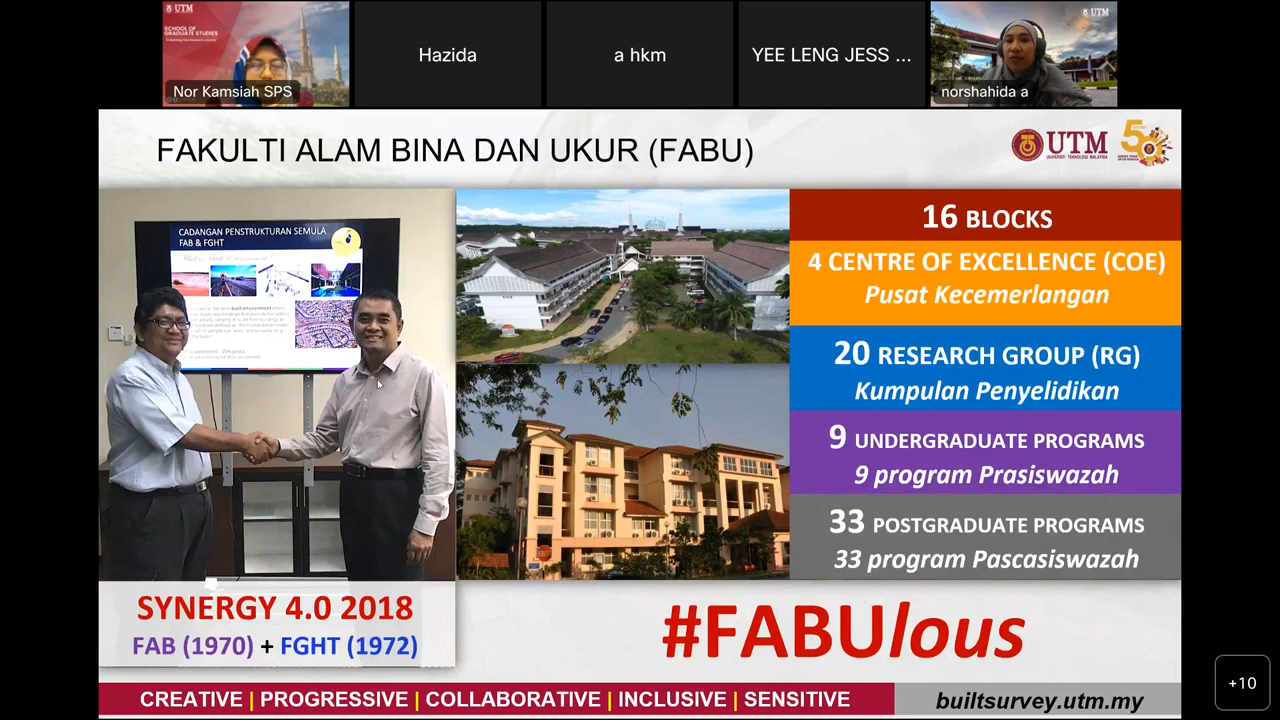 UTM
SCHOOL OF
GRADUATE STUDIES
Nor Kamsiah SPS
Hazida
a hkm
YEE LENG JESS ...
UTM
norshahida a
FAKULTI ALAM BINA DAN UKUR (FABU)
UTM
UNIVERSITI TEKNOLOGI MALAYSIA
50
CADANGAN PENSTRUKTURAN SEMULA
FAB & FGHT
16 BLOCKS
4 CENTRE OF EXCELLENCE (COE)
Pusat Kecemerlangan
20 RESEARCH GROUP (RG)
Kumpulan Penyelidikan
9 UNDERGRADUATE PROGRAMS
9 program Prasiswazah
33 POSTGRADUATE PROGRAMS
33 program Pascasiswazah
SYNERGY 4.0 2018
FAB (1970) + FGHT (1972)
#FABUlous
CREATIVE | PROGRESSIVE | COLLABORATIVE | INCLUSIVE | SENSITIVE
builtsurvey.utm.my
+10